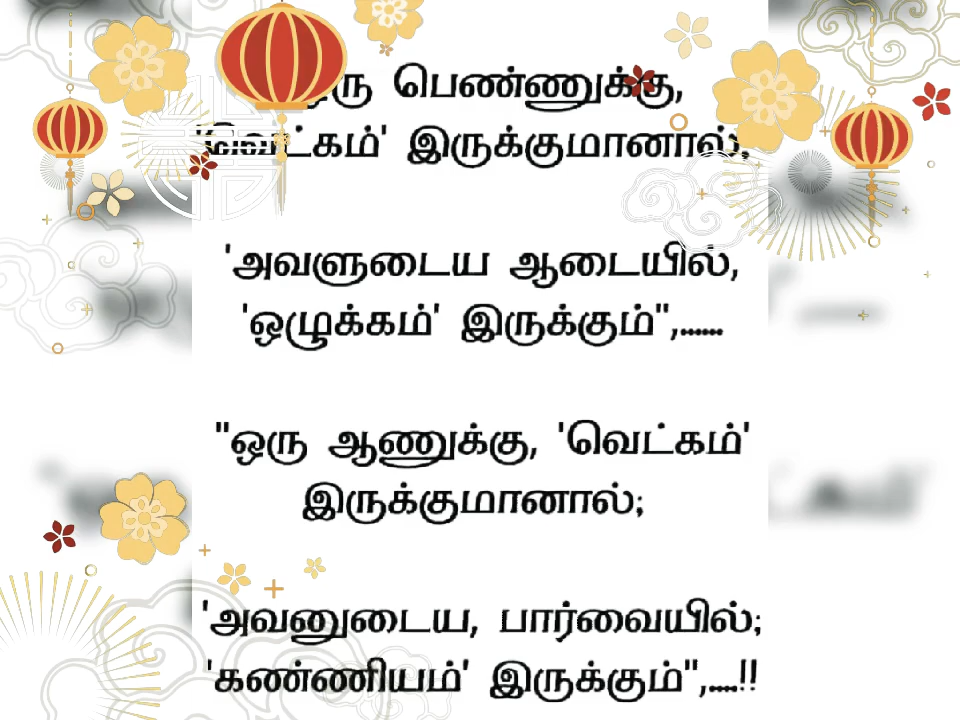 ஒரு பெண்ணுக்கு,
'வெட்கம்' இருக்குமானால்;
'அவளுடைய ஆடையில்,
'ஒழுக்கம்' இருக்கும்",......
"ஒரு ஆணுக்கு, 'வெட்கம்'
இருக்குமானால்;
'அவனுடைய, பார்வையில்;
'கண்ணியம்' இருக்கும்",....!!